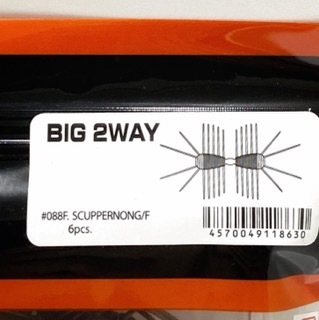 BIG 2WAY
#088F. SCUPPERNONG/F
6pcs.
4570049118630